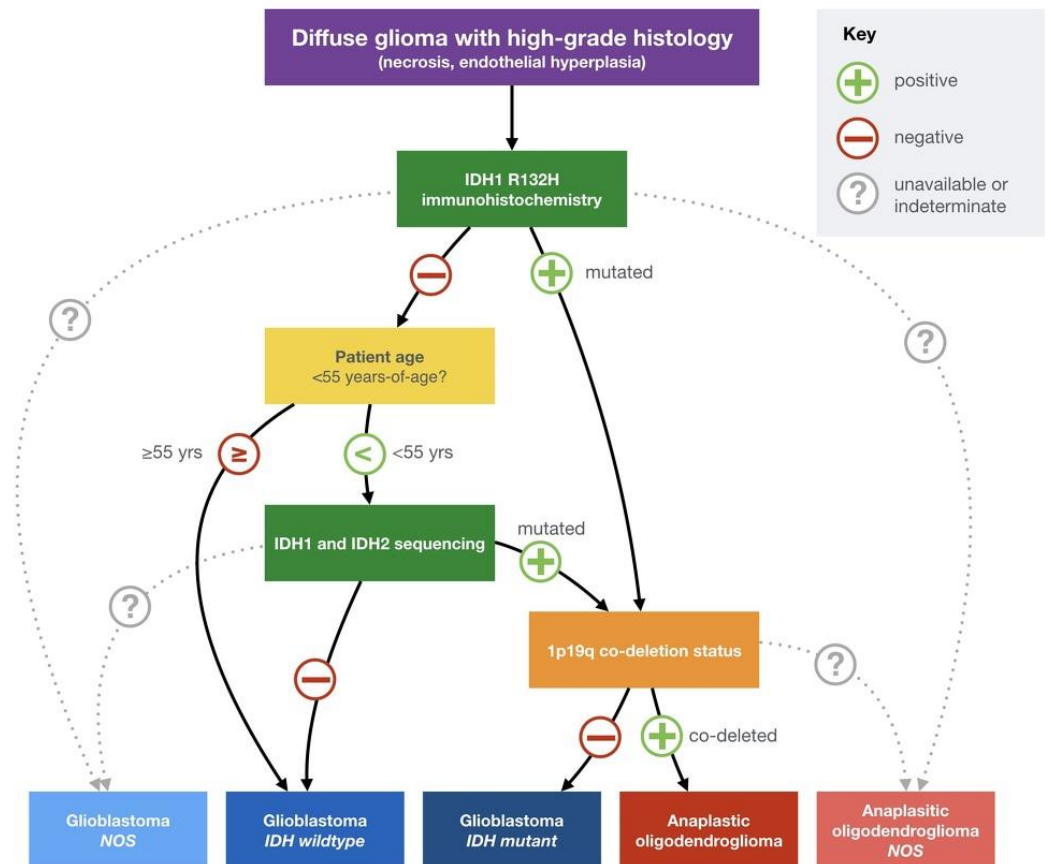 Diffuse glioma with high-grade histology
(necrosis, endothelial hyperplasia)
Key
positive
negative
?
unavailable or
indeterminate
IDH1 R132H
immunohistochemistry
mutated
?
?
Patient age
<55 years-of-age?
≥55 yrs
≥
<
<55 yrs
IDH1 and IDH2 sequencing
mutated
?
1p19q co-deletion status
?
co-deleted
Glioblastoma
NOS
Glioblastoma
IDH wildtype
Glioblastoma
IDH mutant
Anaplastic
oligodendroglioma
Anaplasitic
oligodendroglioma
NOS